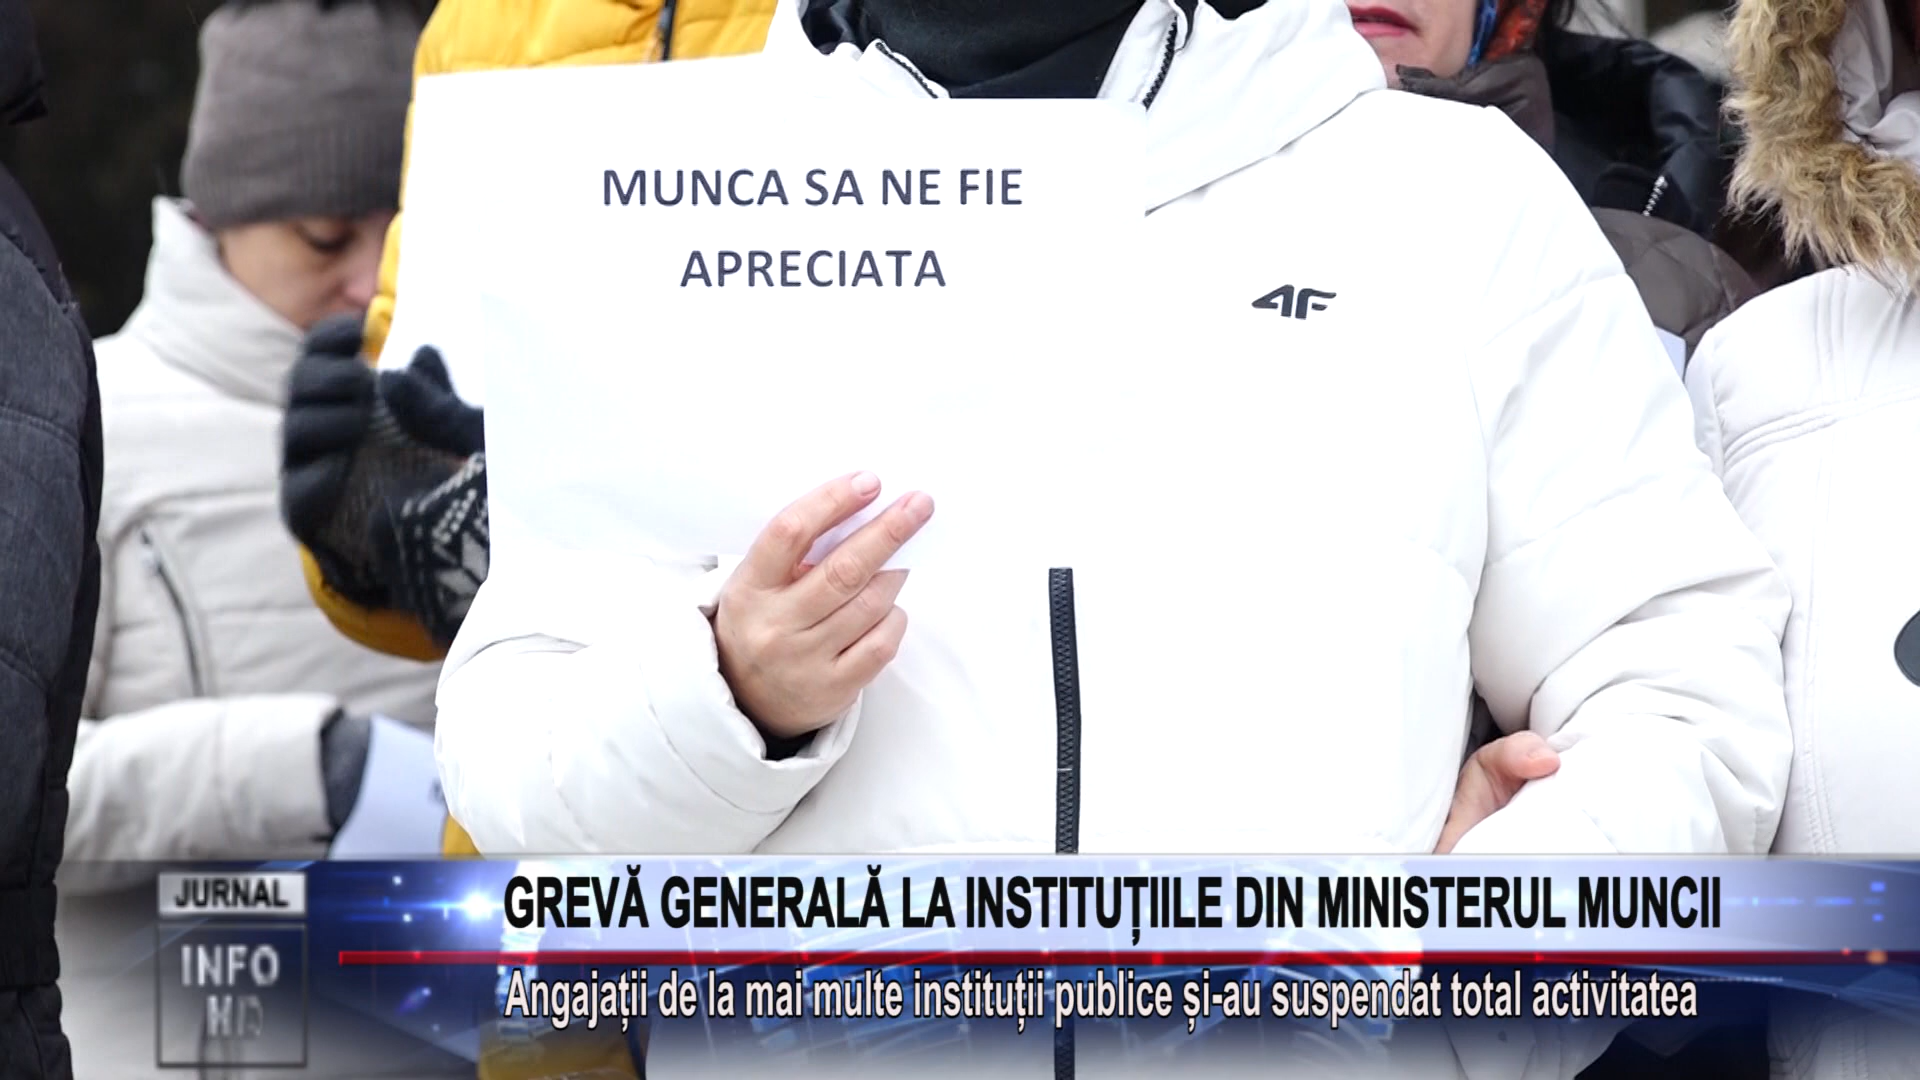 MUNCA SA NE FIE
APRECIATA
4F
JURNAL
INFO
HD
GREVĂ GENERALĂ LA INSTITUȚIILE DIN MINISTERUL MUNCII
Angajații de la mai multe instituții publice și-au suspendat total activitatea